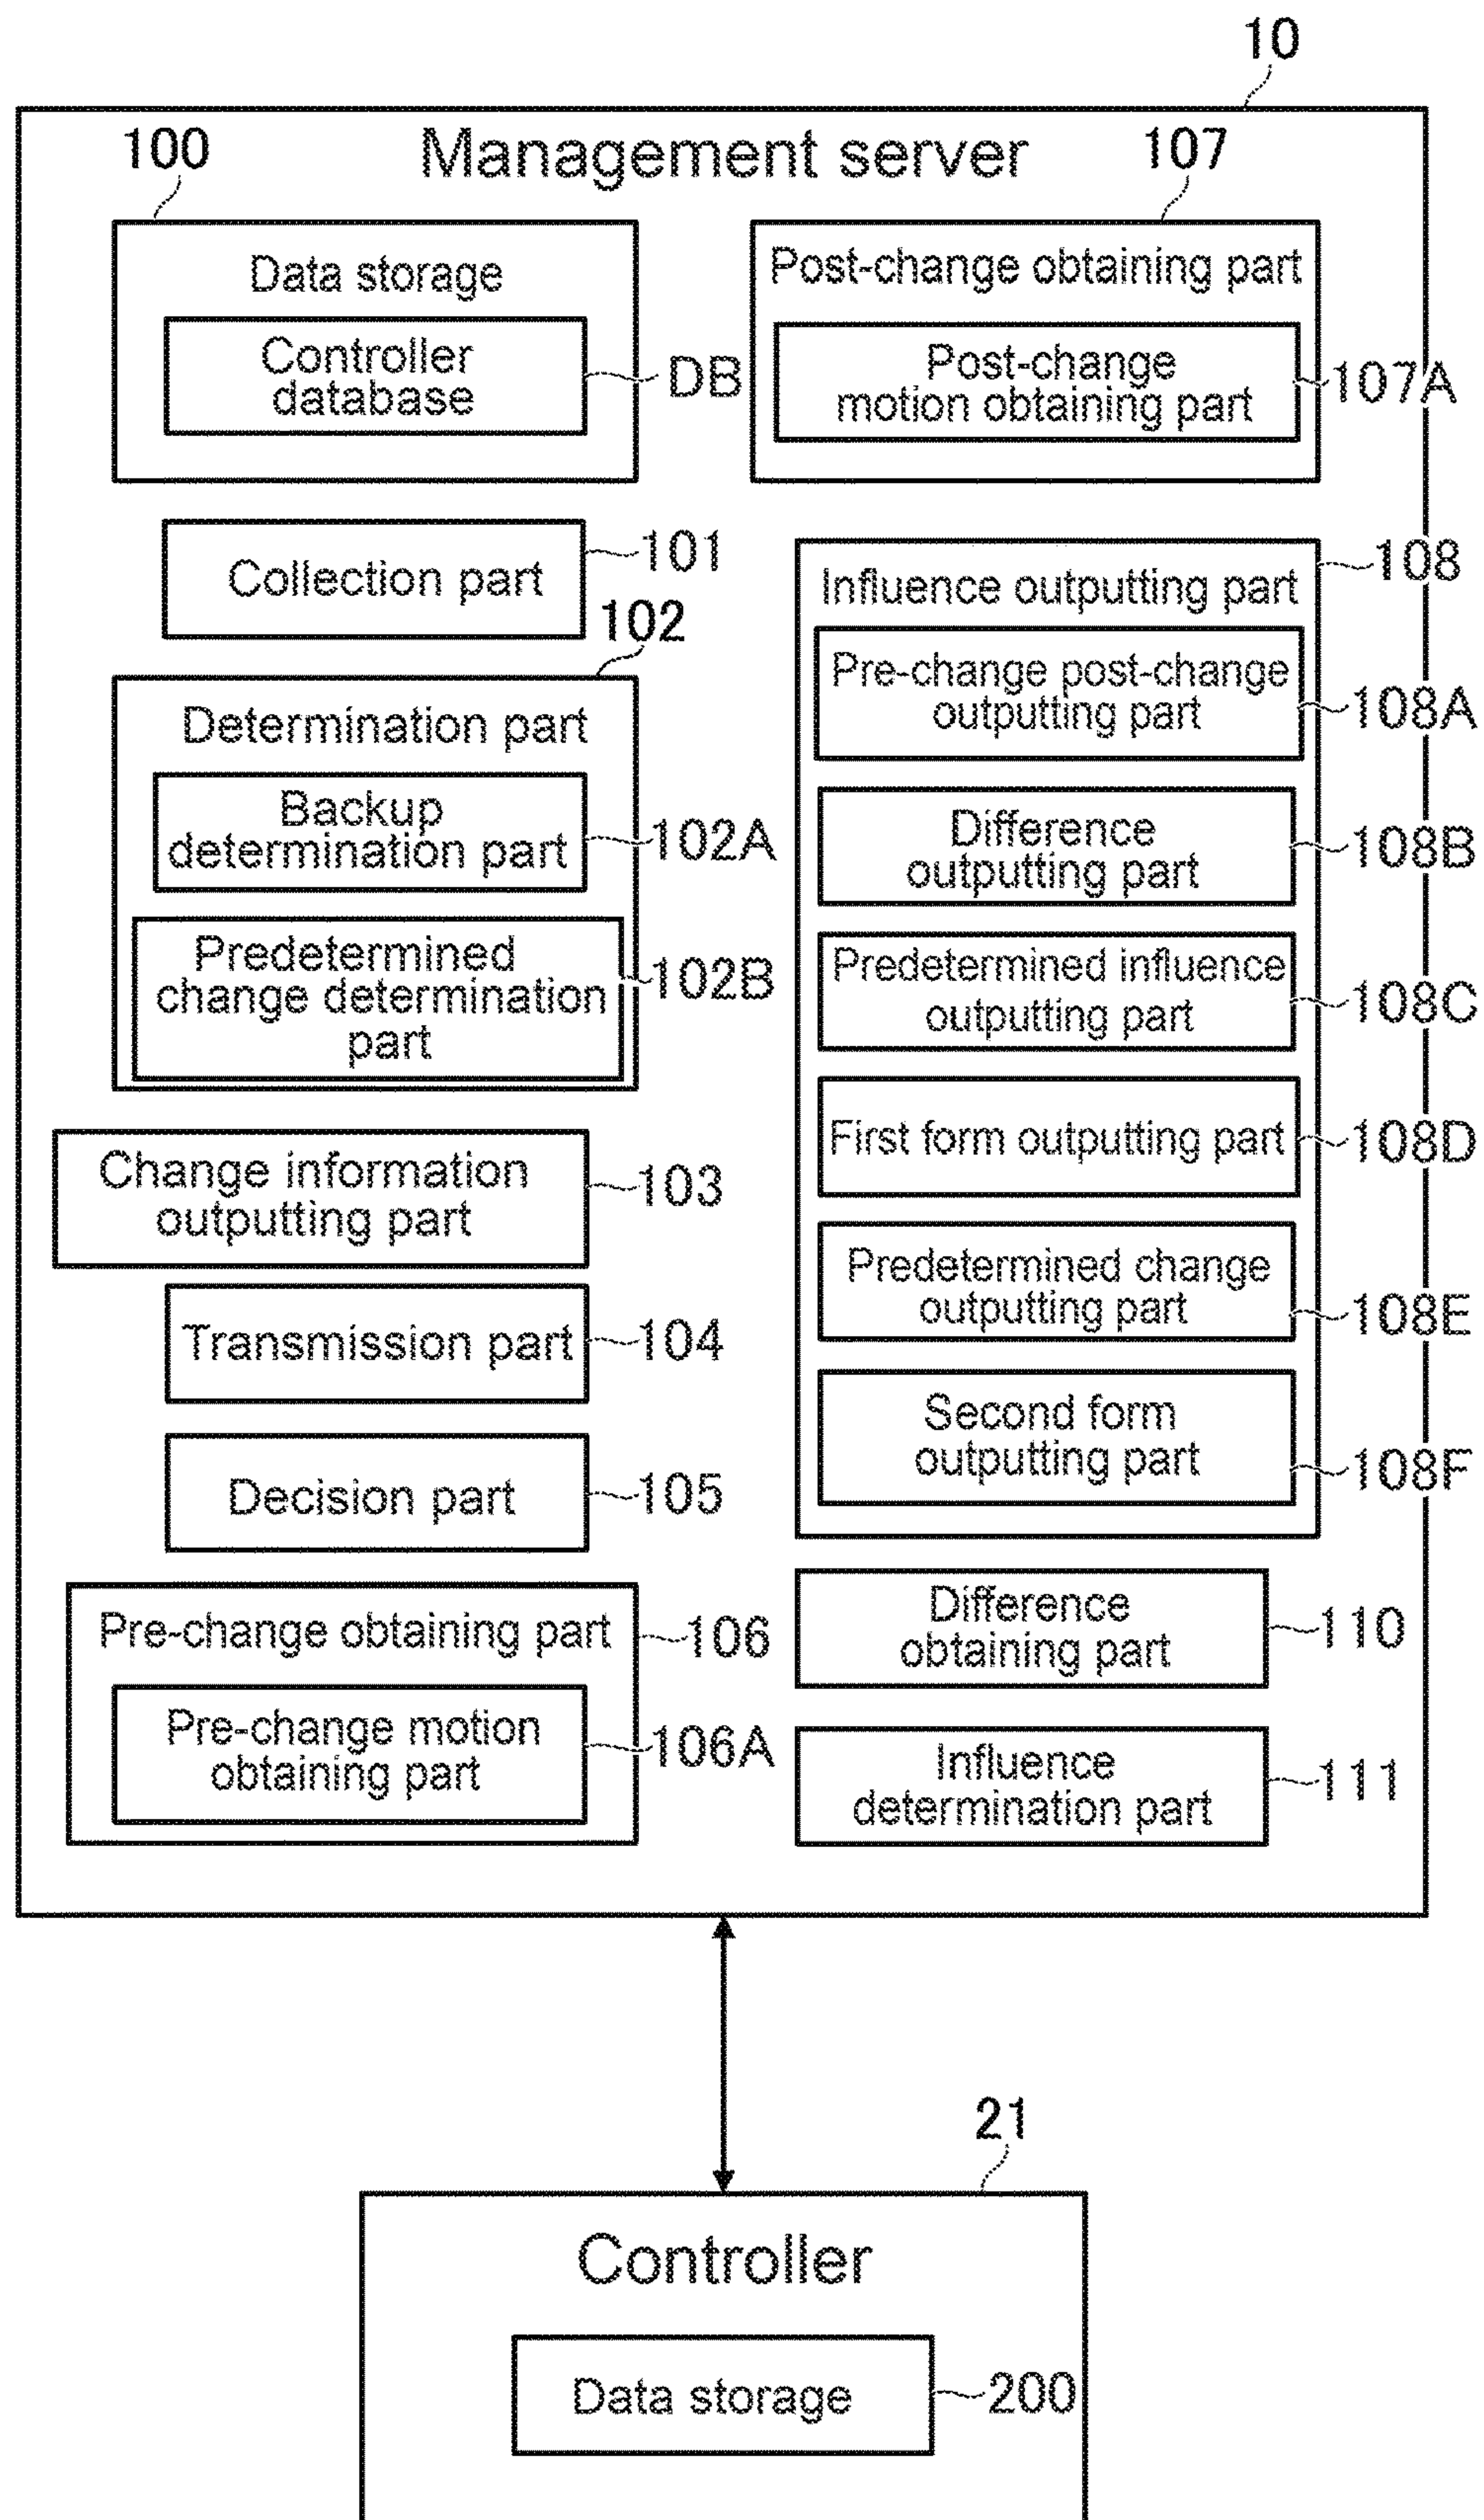 10
Management server
100
Data storage
Controller
database
DB
Collection part
101
102
Determination part
Backup
determination part
102A
Predetermined
change determination
part
102B
Change information
outputting part
103
Transmission part
104
Decision part
105
Pre-change obtaining part
106
Pre-change motion
obtaining part
106A
107
Post-change obtaining part
Post-change
motion obtaining part
107A
108
Influence outputting part
Pre-change post-change
outputting part
108A
Difference
outputting part
108B
Predetermined influence
outputting part
108C
First form outputting part
108D
Predetermined change
outputting part
108E
Second form
outputting part
108F
Difference
obtaining part
110
Influence
determination part
111
21
Controller
Data storage
200